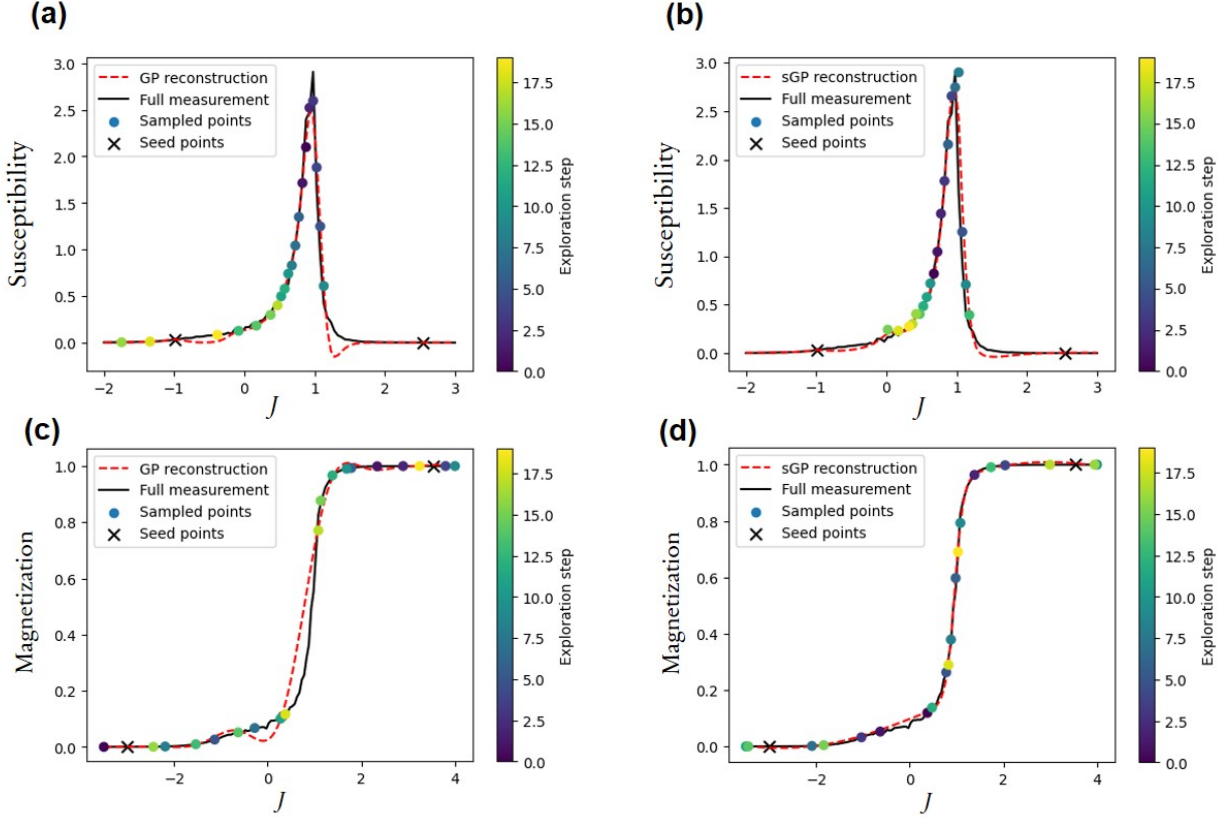 (a)
GP reconstruction
Full measurement
Sampled points
Seed points
Susceptibility
3.0
2.5
2.0
1.5
1.0
0.5
0.0
−2
−1
0
1
2
3
J
17.5
15.0
12.5
10.0
7.5
5.0
2.5
0.0
Exploration step
(b)
sGP reconstruction
Full measurement
Sampled points
Seed points
Susceptibility
3.0
2.5
2.0
1.5
1.0
0.5
0.0
−2
−1
0
1
2
3
J
17.5
15.0
12.5
10.0
7.5
5.0
2.5
0.0
Exploration step
(c)
GP reconstruction
Full measurement
Sampled points
Seed points
Magnetization
1.0
0.8
0.6
0.4
0.2
0.0
−2
0
2
4
J
17.5
15.0
12.5
10.0
7.5
5.0
2.5
0.0
Exploration step
(d)
sGP reconstruction
Full measurement
Sampled points
Seed points
Magnetization
1.0
0.8
0.6
0.4
0.2
0.0
−2
0
2
4
J
17.5
15.0
12.5
10.0
7.5
5.0
2.5
0.0
Exploration step